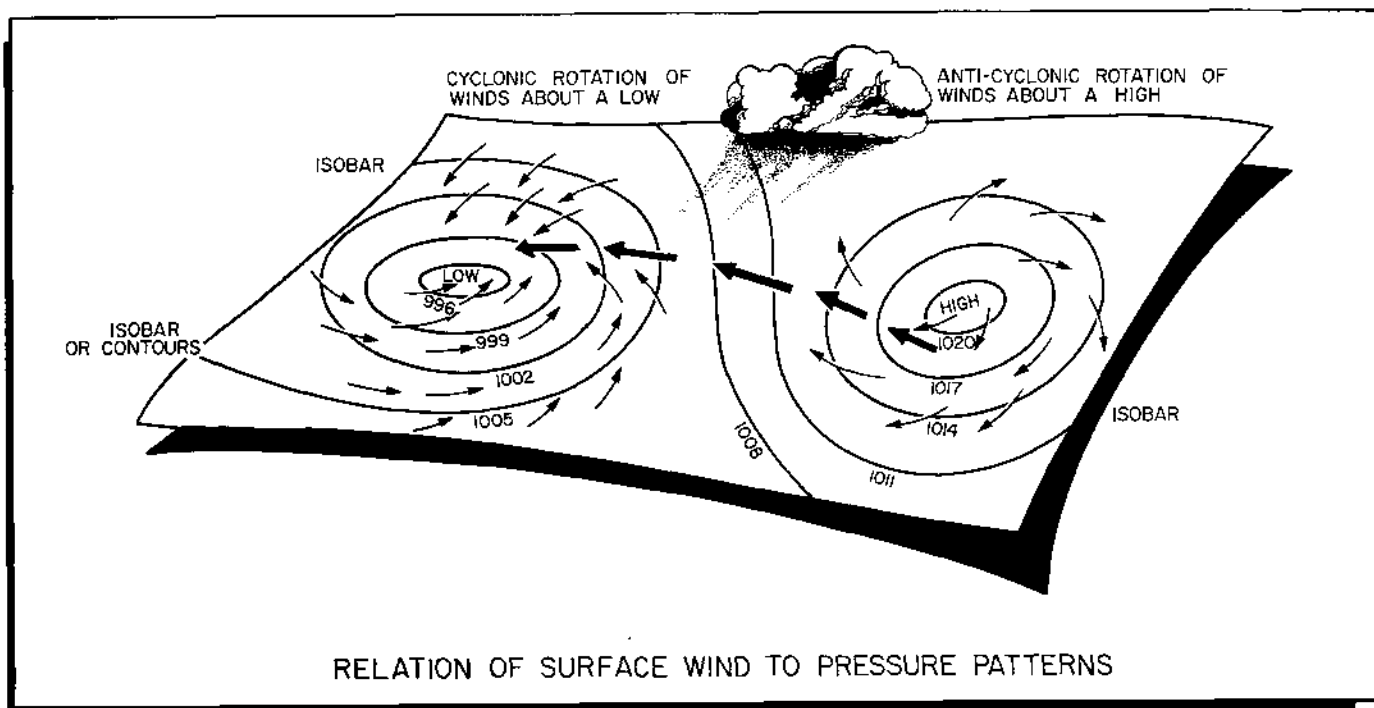 CYCLONIC ROTATION OF
WINDS ABOUT A LOW
ANTI-CYCLONIC ROTATION OF
WINDS ABOUT A HIGH
ISOBAR
LOW
996
999
1002
1005
ISOBAR
OR CONTOURS
1008
1011
HIGH
1020
1017
1014
ISOBAR
RELATION OF SURFACE WIND TO PRESSURE PATTERNS